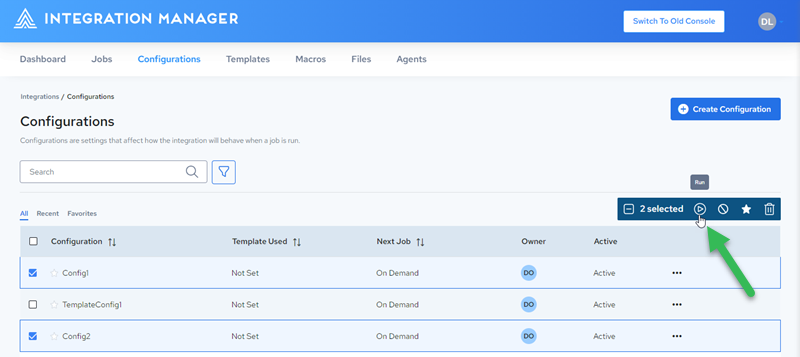 INTEGRATION MANAGER
Switch To Old Console
DL
Dashboard Jobs Configurations Templates Macros Files Agents
Integrations / Configurations
Create Configuration
Configurations
Configurations are settings that affect how the integration will behave when a job is run.
Search
Run
2 selected
All Recent Favorites
Configuration Template Used Next Job Owner Active
Config1 Not Set On Demand DO Active
TemplateConfig1 Not Set On Demand DO Active
Config2 Not Set On Demand DO Active